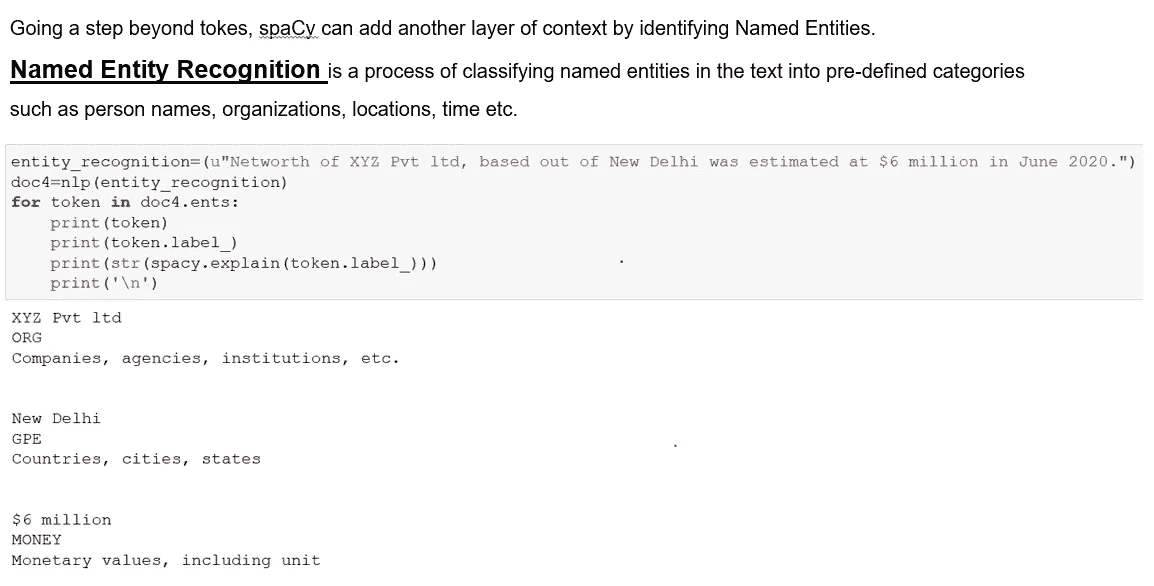 Going a step beyond tokes, spaCy can add another layer of context by identifying Named Entities.
Named Entity Recognition is a process of classifying named entities in the text into pre-defined categories
such as person names, organizations, locations, time etc.
entity_recognition=(u"Networth of XYZ Pvt ltd, based out of New Delhi was estimated at $6 million in June 2020.")
doc4=nlp(entity_recognition)
for token in doc4.ents:
    print(token)
    print(token.label_)
    print(str(spacy.explain(token.label_)))
    print('\n')
XYZ Pvt ltd
ORG
Companies, agencies, institutions, etc.
New Delhi
GPE
Countries, cities, states
$6 million
MONEY
Monetary values, including unit